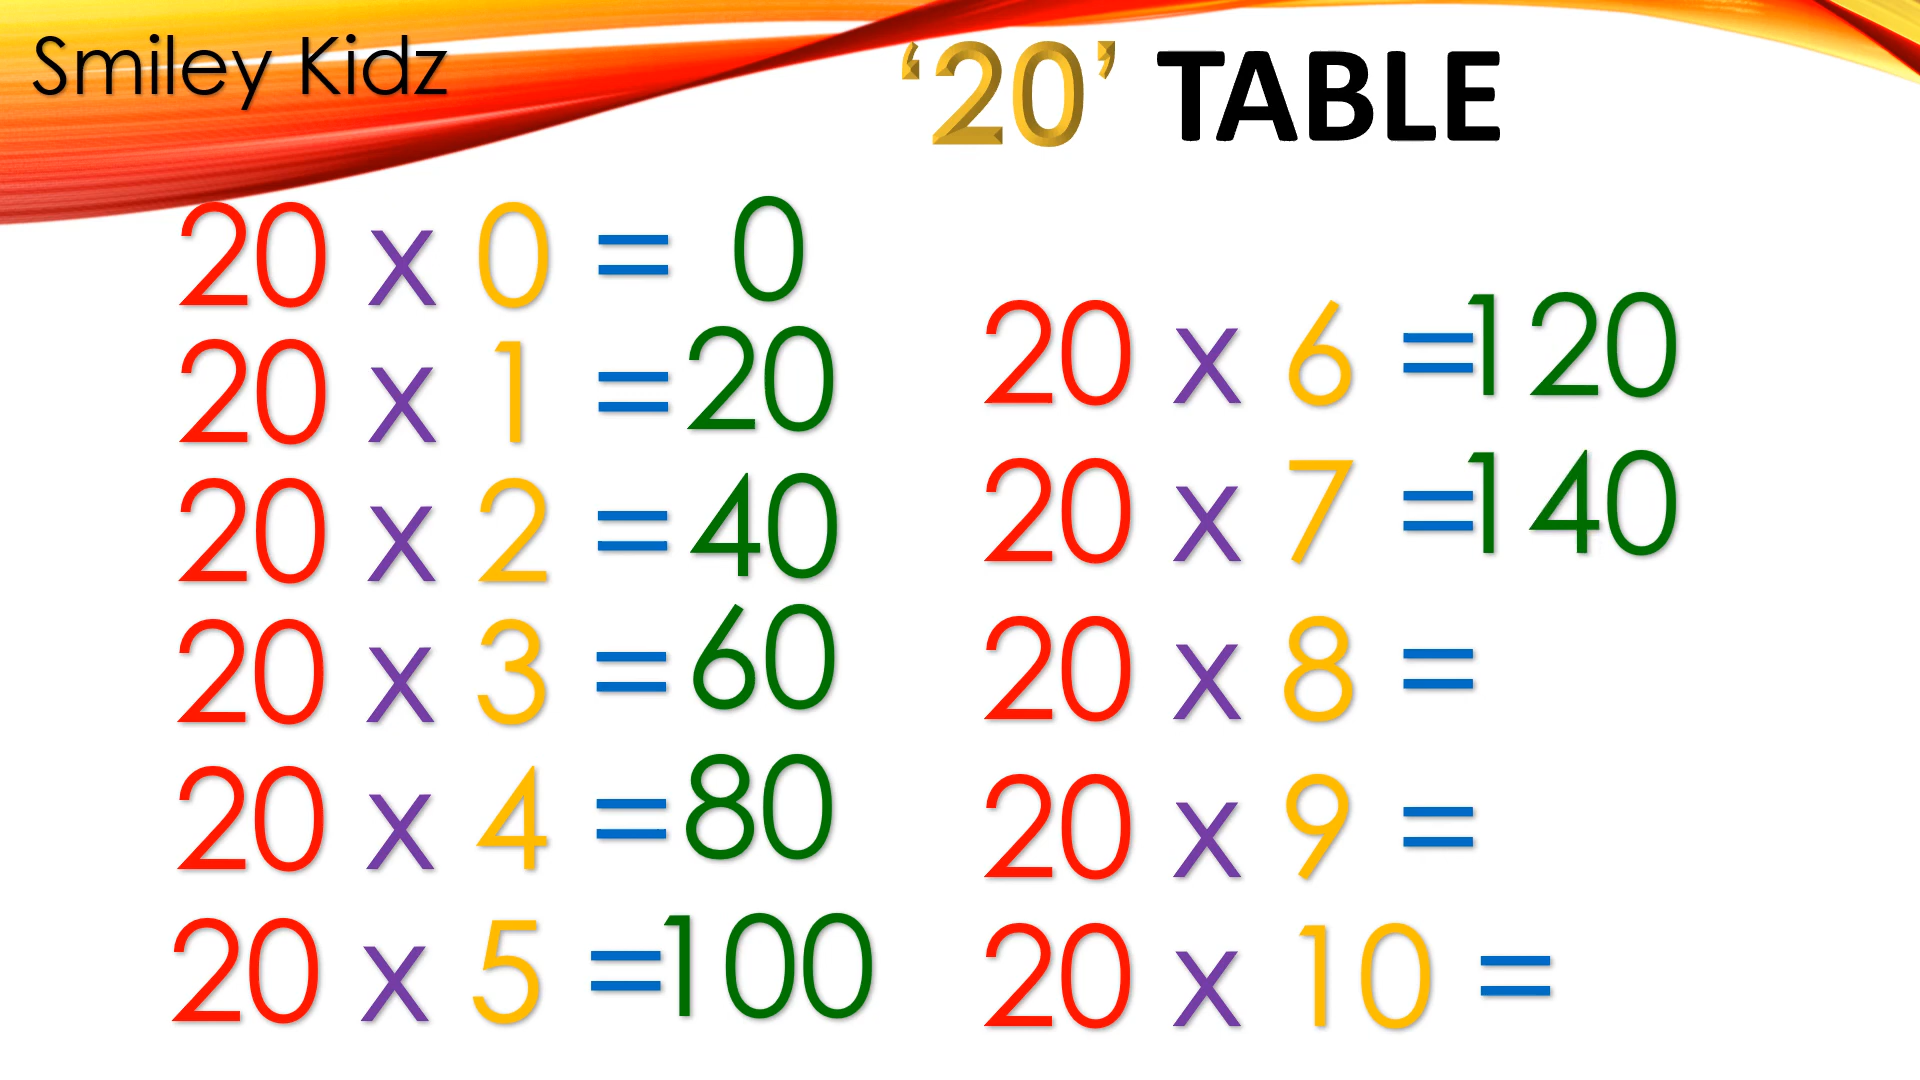 Smiley Kidz
‘20’ TABLE
20 x 0 = 0
20 x 1 = 20
20 x 2 = 40
20 x 3 = 60
20 x 4 = 80
20 x 5 = 100
20 x 6 = 120
20 x 7 = 140
20 x 8 =
20 x 9 =
20 x 10 =